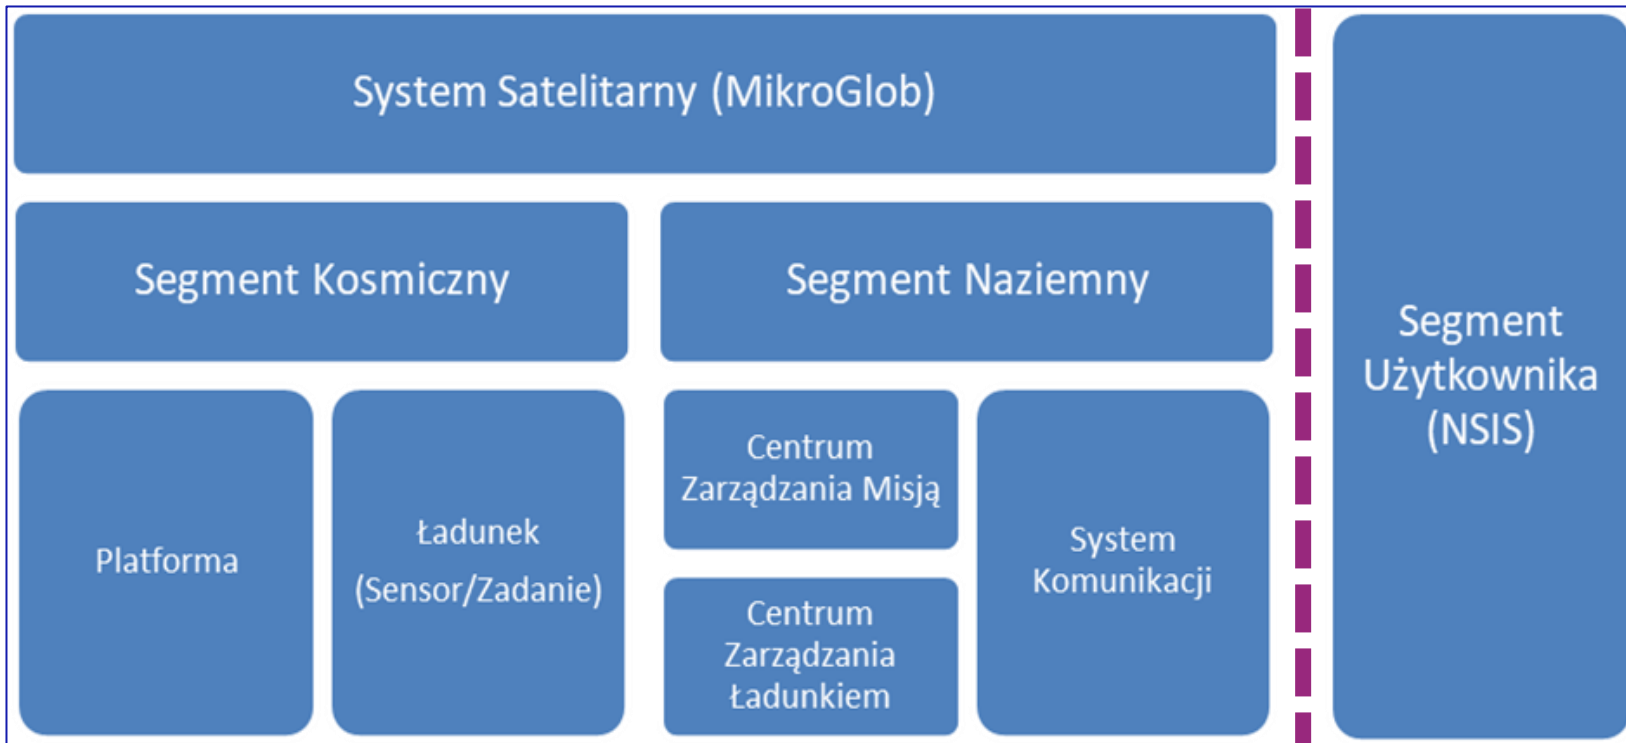 System Satelitarny (MikroGlob)
Segment Kosmiczny
Segment Naziemny
Platforma
Ładunek
(Sensor/Zadanie)
Centrum
Zarządzania Misją
Centrum
Zarządzania
Ładunkiem
System
Komunikacji
Segment
Użytkownika
(NSIS)